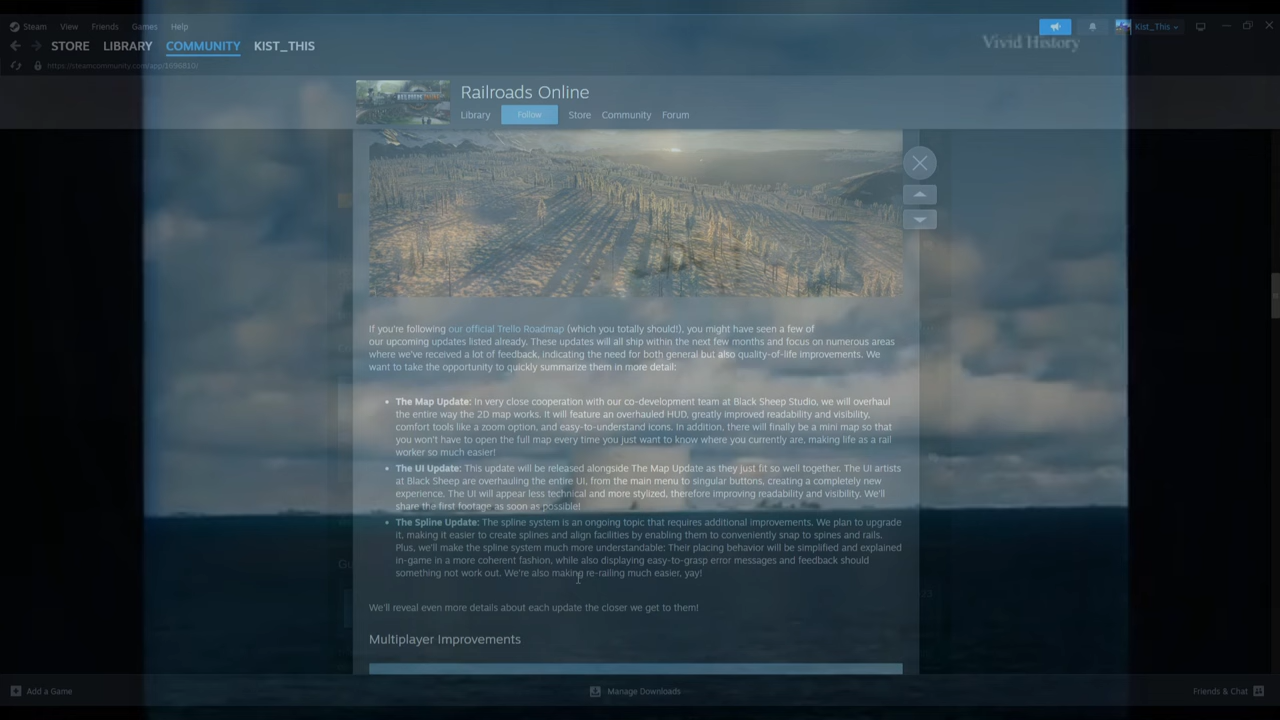 Steam View Friends Games Help
Kist_This
STORE LIBRARY COMMUNITY KIST_THIS
Vivid History
https://steamcommunity.com/app/1696810/
Railroads Online
Library Follow Store Community Forum
If you're following our official Trello Roadmap (which you totally should!), you might have seen a few of
our upcoming updates listed already. These updates will all ship within the next few months and focus on numerous areas
where we've received a lot of feedback, indicating the need for both general but also quality-of-life improvements. We
want to take the opportunity to quickly summarize them in more detail:
• The Map Update: In very close cooperation with our co-development team at Black Sheep Studio, we will overhaul
the entire way the 2D map works. It will feature an overhauled HUD, greatly improved readability and visibility,
comfort tools like a zoom option, and easy-to-understand icons. In addition, there will finally be a mini map so that
you won't have to open the full map every time you just want to know where you currently are, making life as a rail
worker so much easier!
• The UI Update: This update will be released alongside The Map Update as they just fit so well together. The UI artists
at Black Sheep are overhauling the entire UI, from the main menu to singular buttons, creating a completely new
experience. The UI will appear less technical and more stylized, therefore improving readability and visibility. We'll
share the first footage as soon as possible!
• The Spline Update: The spline system is an ongoing topic that requires additional improvements. We plan to upgrade
it, making it easier to create splines and align facilities by enabling them to conveniently snap to spines and rails.
Plus, we'll make the spline system much more understandable: Their placing behavior will be simplified and explained
in-game in a more coherent fashion, while also displaying easy-to-grasp error messages and feedback should
something not work out. We're also making re-railing much easier, yay!
We'll reveal even more details about each update the closer we get to them!
Multiplayer Improvements
Add a Game Manage Downloads Friends & Chat